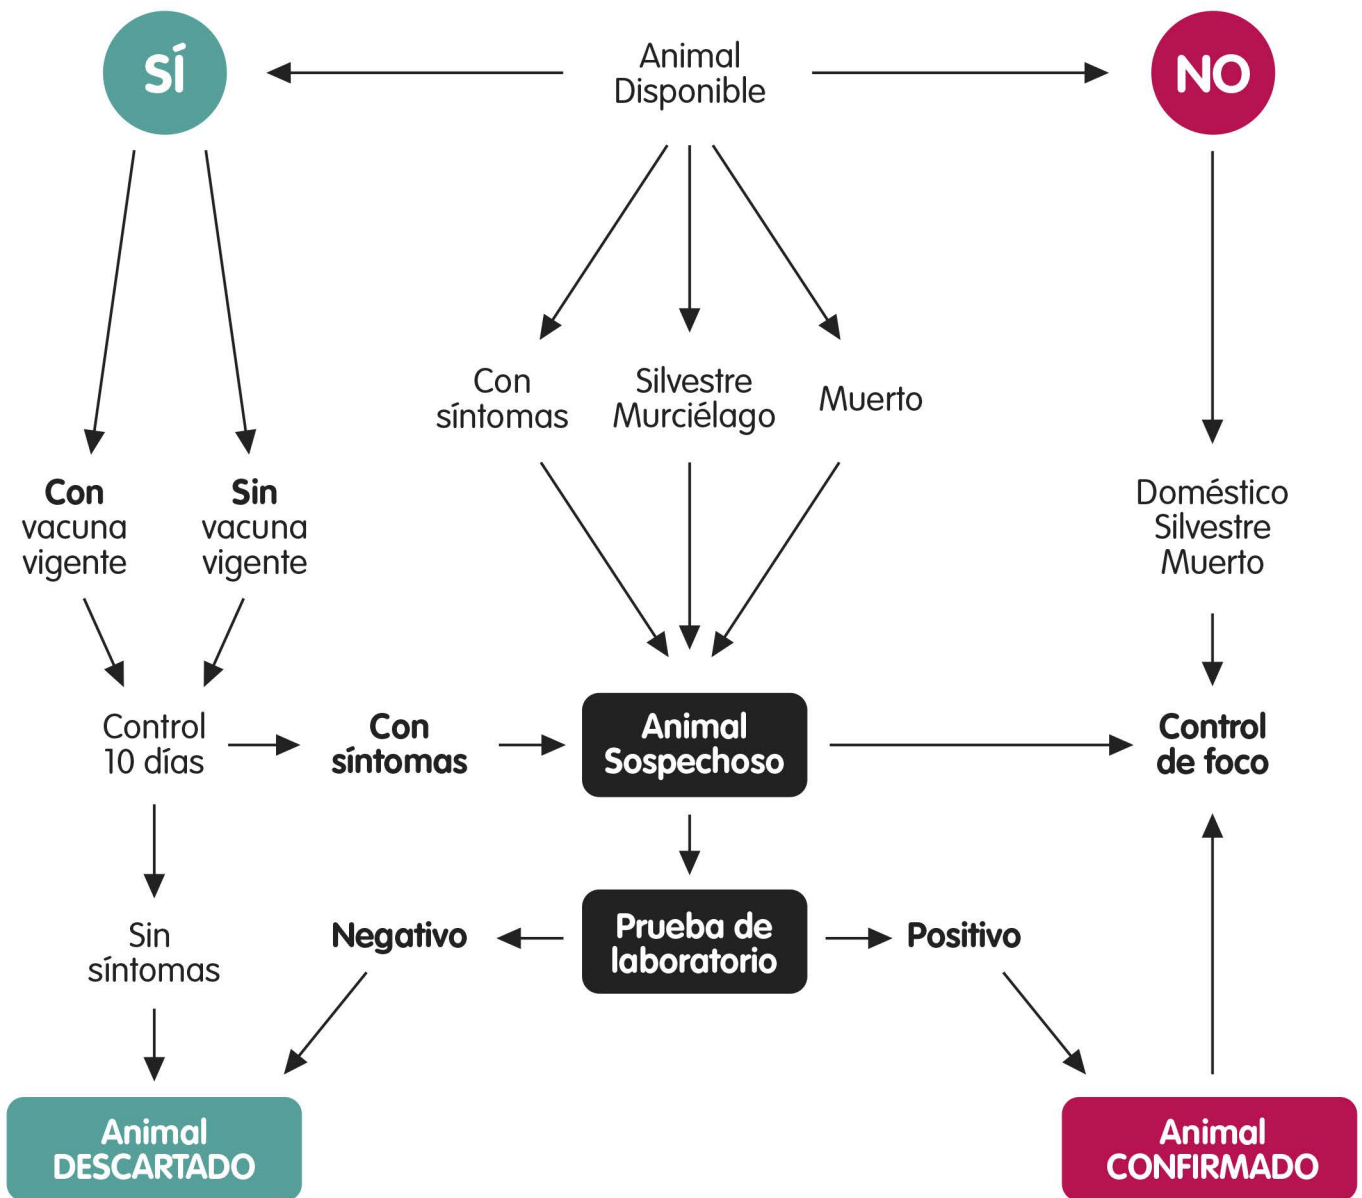 SÍ
Animal
Disponible
NO
Con
síntomas
Silvestre
Murciélago
Muerto
Con
vacuna
vigente
Sin
vacuna
vigente
Doméstico
Silvestre
Muerto
Control
10 días
Con
síntomas
Animal
Sospechoso
Control
de foco
Sin
síntomas
Negativo
Prueba de
laboratorio
Positivo
Animal
DESCARTADO
Animal
CONFIRMADO